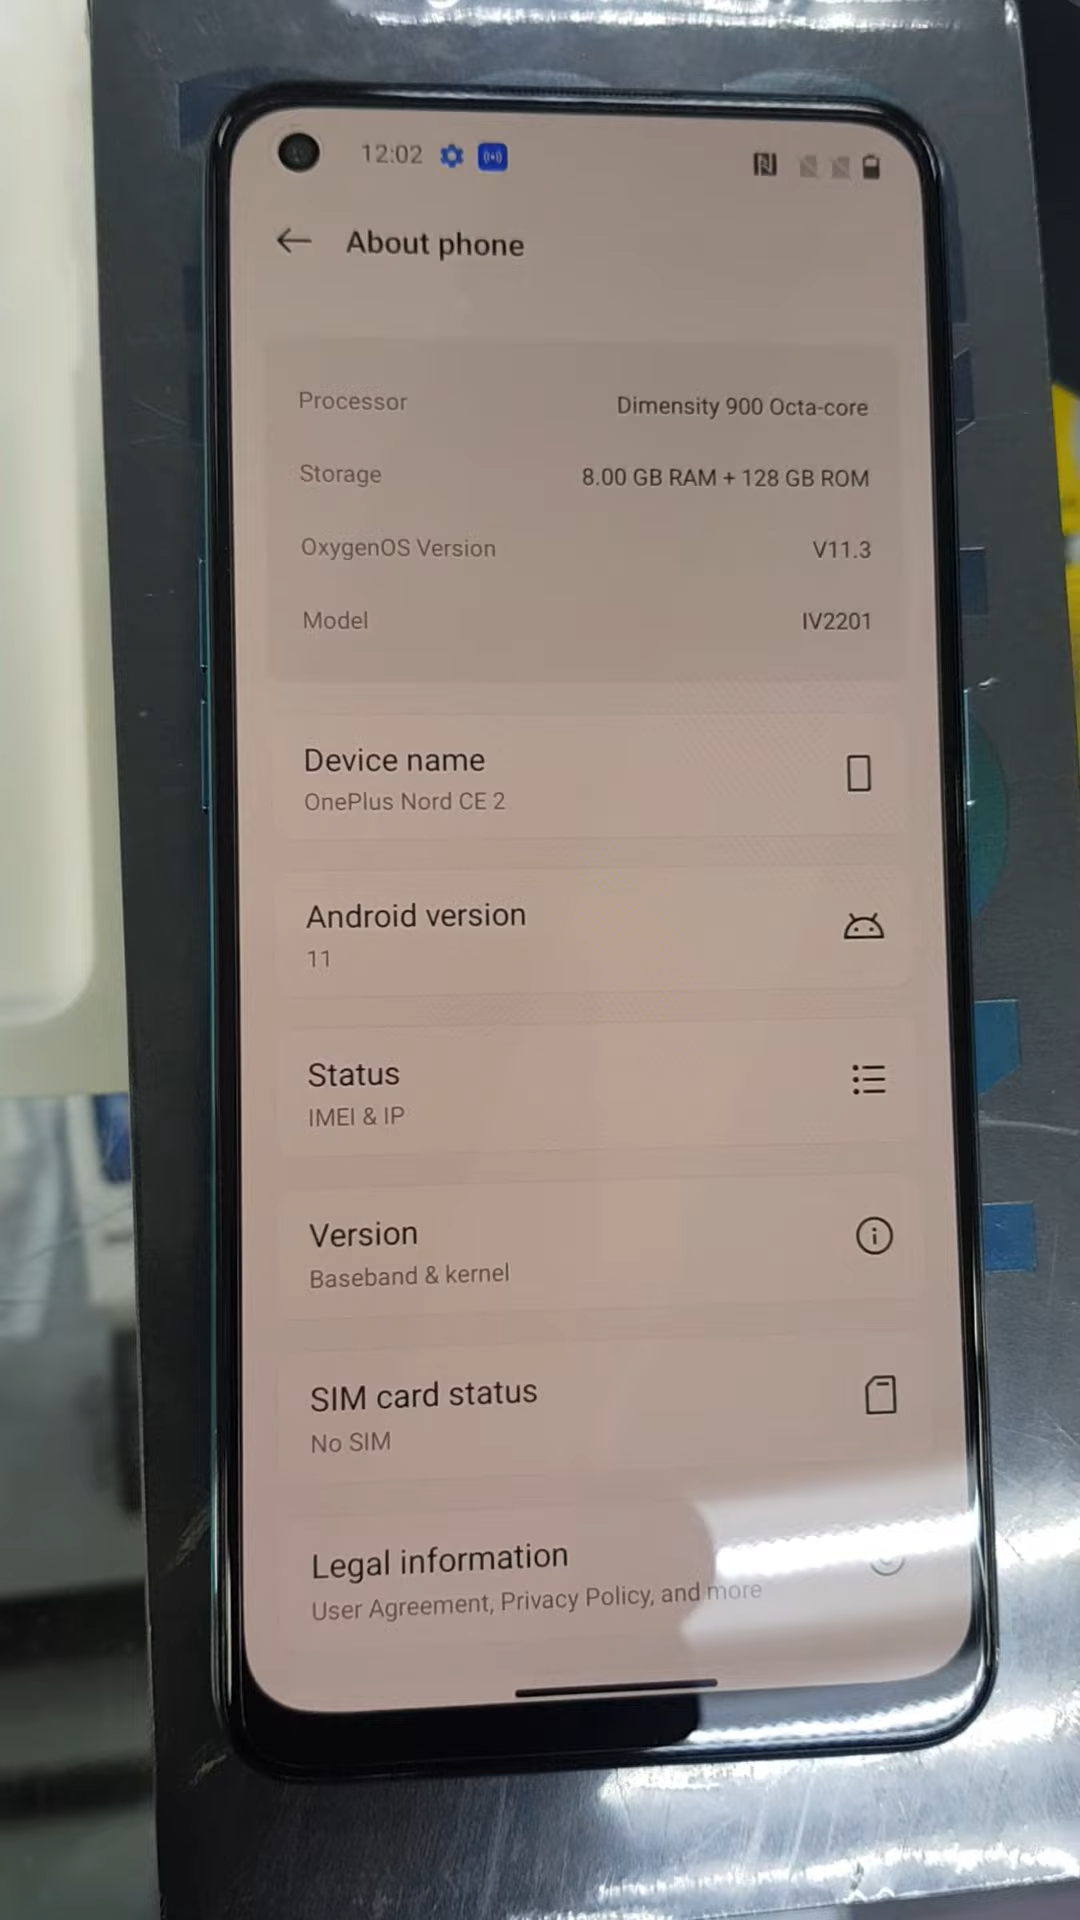 12:02
About phone
Processor Dimensity 900 Octa-core
Storage 8.00 GB RAM + 128 GB ROM
OxygenOS Version V11.3
Model IV2201
Device name
OnePlus Nord CE 2
Android version
11
Status
IMEI & IP
Version
Baseband & kernel
SIM card status
No SIM
Legal information
User Agreement, Privacy Policy, and more